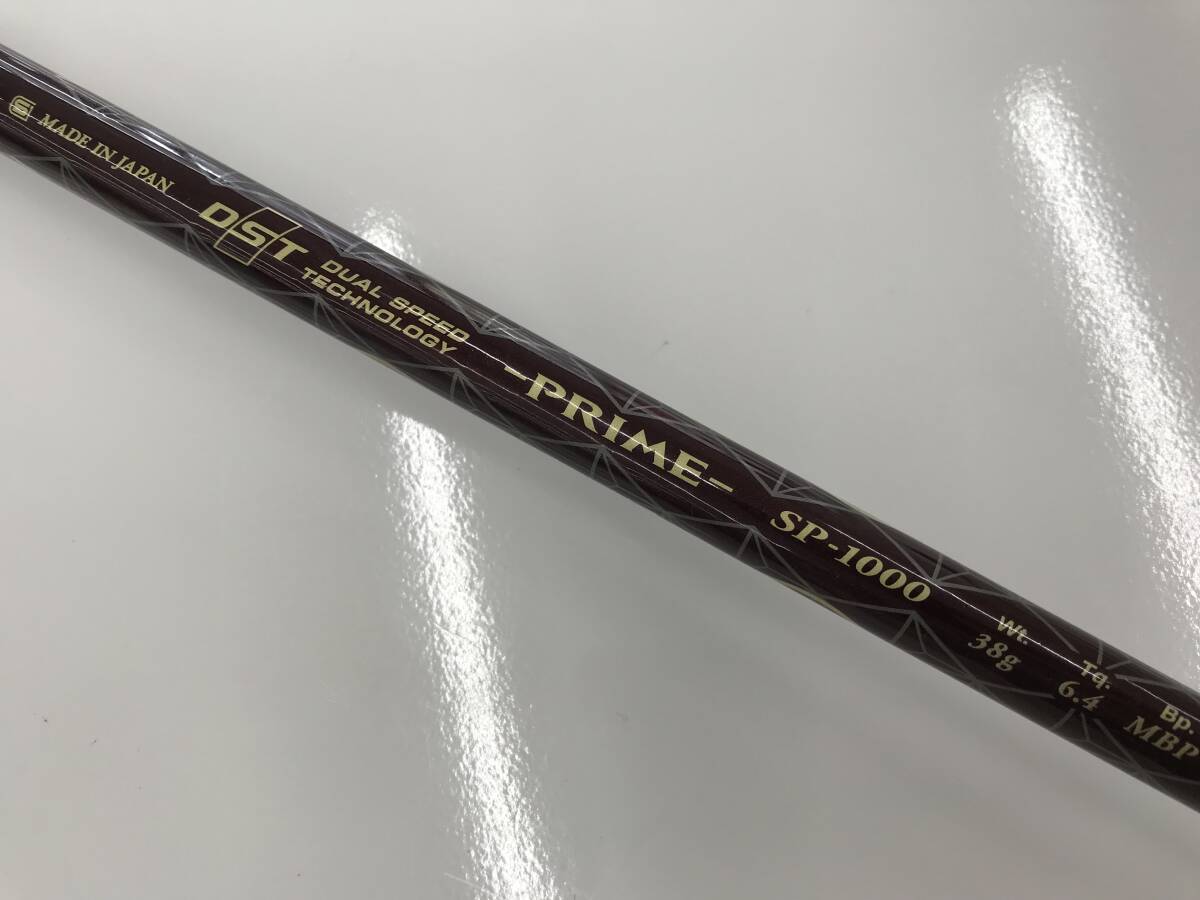 MADE IN JAPAN
DST
DUAL SPEED
TECHNOLOGY
-PRIME-
SP-1000
Wt.
38g
Tq.
6.4
Bp.
MBP